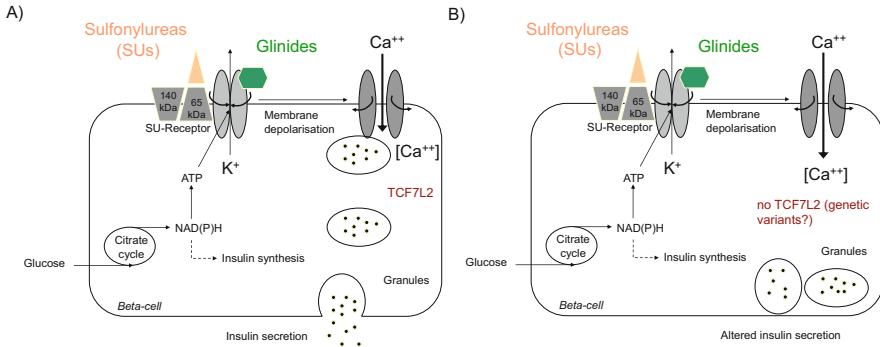 A)
Sulfonylureas
(SUs)
Glinides
Ca++
140
kDa
65
kDa
SU-Receptor
Membrane
depolarisation
[Ca++]
K+
ATP
TCF7L2
NAD(P)H
Citrate
cycle
Glucose
Insulin synthesis
Granules
Beta-cell
Insulin secretion
B)
Sulfonylureas
(SUs)
Glinides
Ca++
140
kDa
65
kDa
SU-Receptor
Membrane
depolarisation
[Ca++]
K+
ATP
no TCF7L2 (genetic
variants?)
NAD(P)H
Citrate
cycle
Glucose
Insulin synthesis
Granules
Beta-cell
Altered insulin secretion